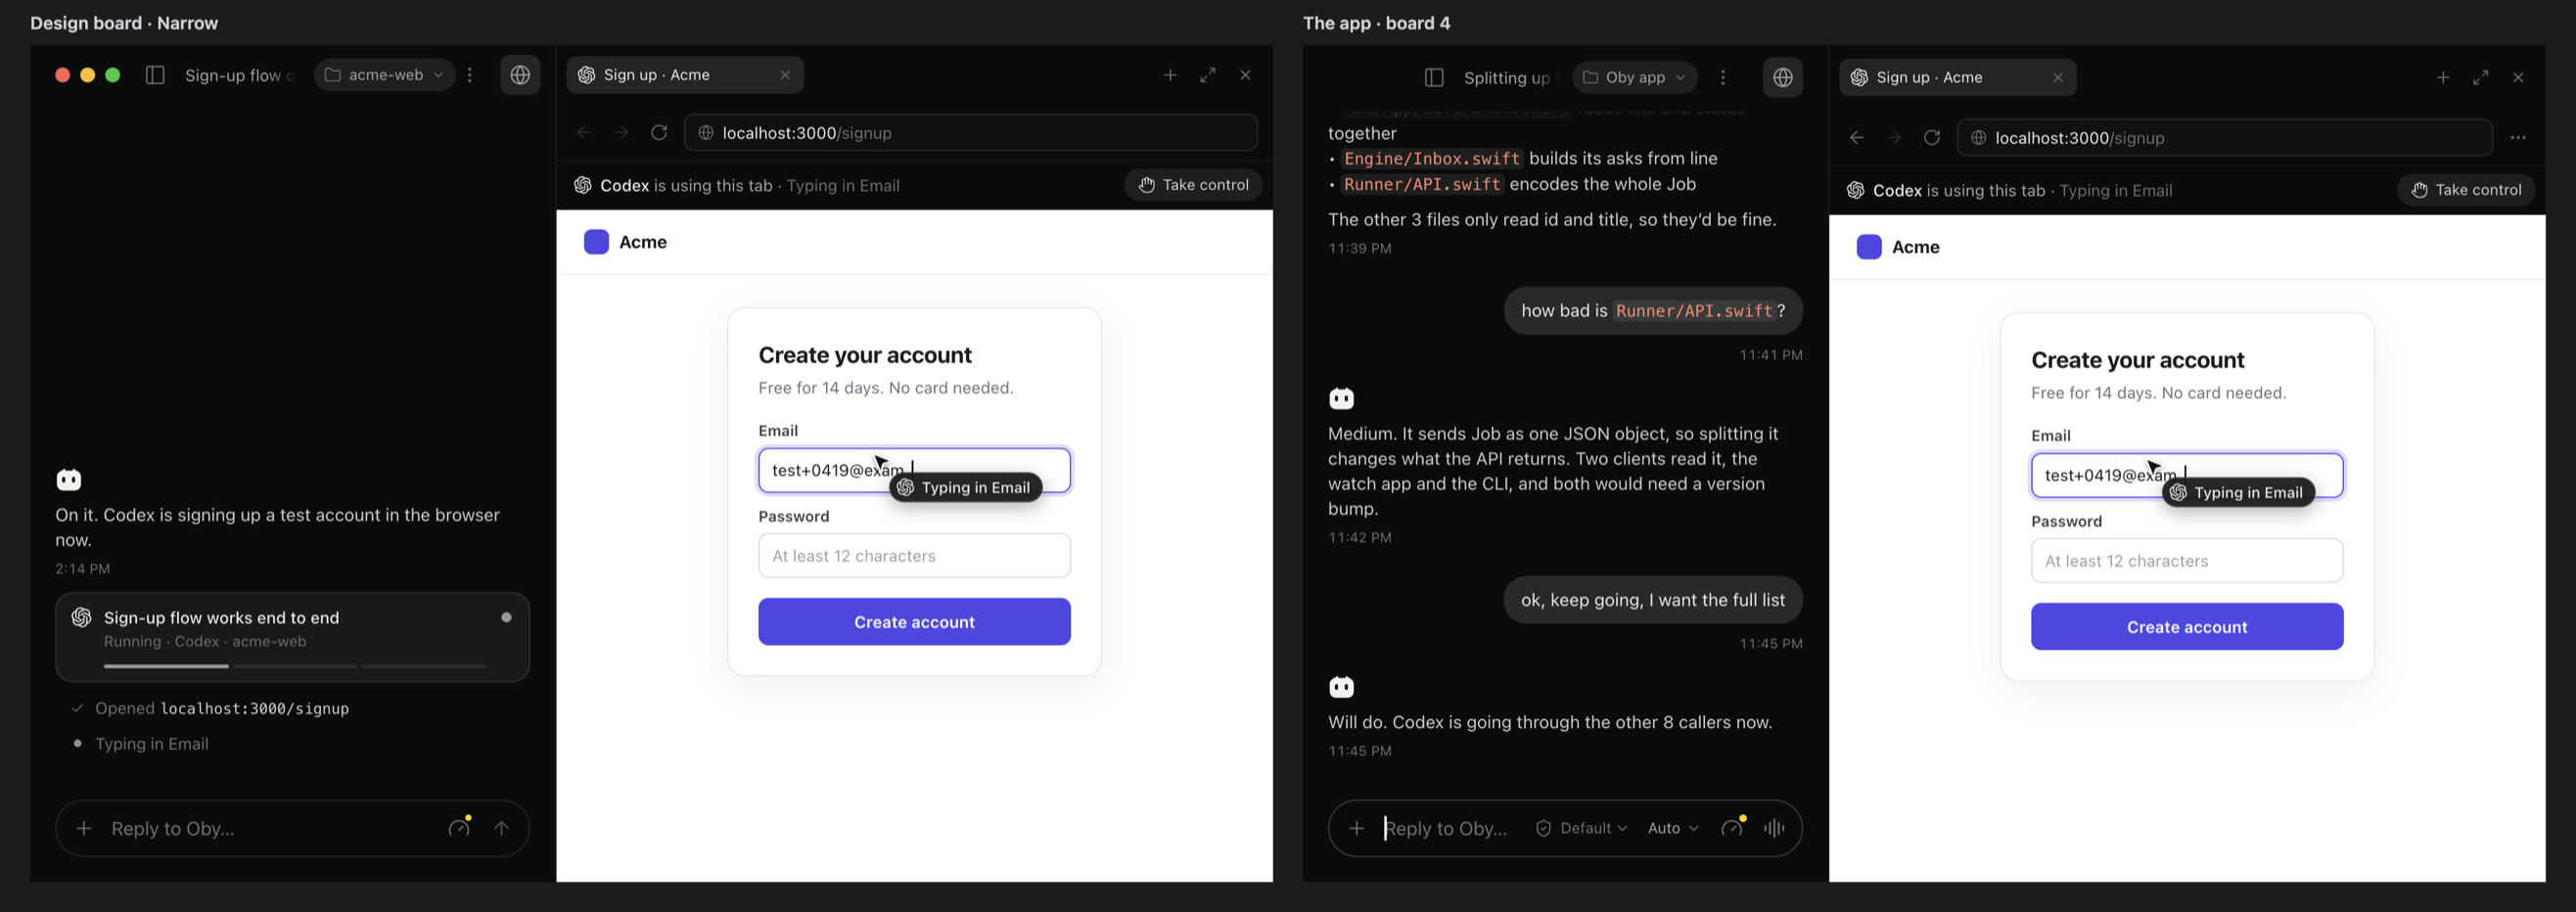 Design board · Narrow
Sign-up flow
acme-web
Sign up · Acme
localhost:3000/signup
Codex is using this tab · Typing in Email
Take control
Acme
Create your account
Free for 14 days. No card needed.
Email
test+0419@exam
Typing in Email
Password
At least 12 characters
Create account
On it. Codex is signing up a test account in the browser
now.
2:14 PM
Sign-up flow works end to end
Running · Codex · acme-web
Opened localhost:3000/signup
Typing in Email
Reply to Oby...
The app · board 4
Splitting up
Oby app
together
• Engine/Inbox.swift builds its asks from line
• Runner/API.swift encodes the whole Job
The other 3 files only read id and title, so they’d be fine.
11:39 PM
how bad is Runner/API.swift?
11:41 PM
Medium. It sends Job as one JSON object, so splitting it
changes what the API returns. Two clients read it, the
watch app and the CLI, and both would need a version
bump.
11:42 PM
ok, keep going, I want the full list
11:45 PM
Will do. Codex is going through the other 8 callers now.
11:45 PM
Reply to Oby...
Default
Auto
Sign up · Acme
localhost:3000/signup
Codex is using this tab · Typing in Email
Take control
Acme
Create your account
Free for 14 days. No card needed.
Email
test+0419@exam
Typing in Email
Password
At least 12 characters
Create account